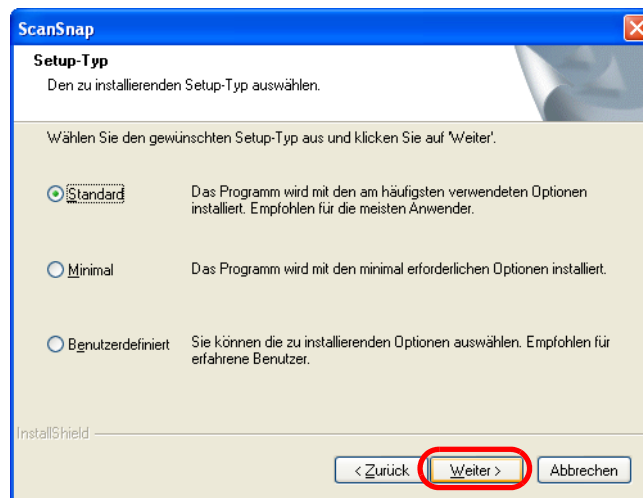 ScanSnap
Setup-Typ
Den zu installierenden Setup-Typ auswählen.
Wählen Sie den gewünschten Setup-Typ aus und klicken Sie auf 'Weiter'.
Standard
Das Programm wird mit den am häufigsten verwendeten Optionen
installiert. Empfohlen für die meisten Anwender.
Minimal
Das Programm wird mit den minimal erforderlichen Optionen installiert.
Benutzerdefiniert
Sie können die zu installierenden Optionen auswählen. Empfohlen für
erfahrene Benutzer.
InstallShield
< Zurück
Weiter >
Abbrechen